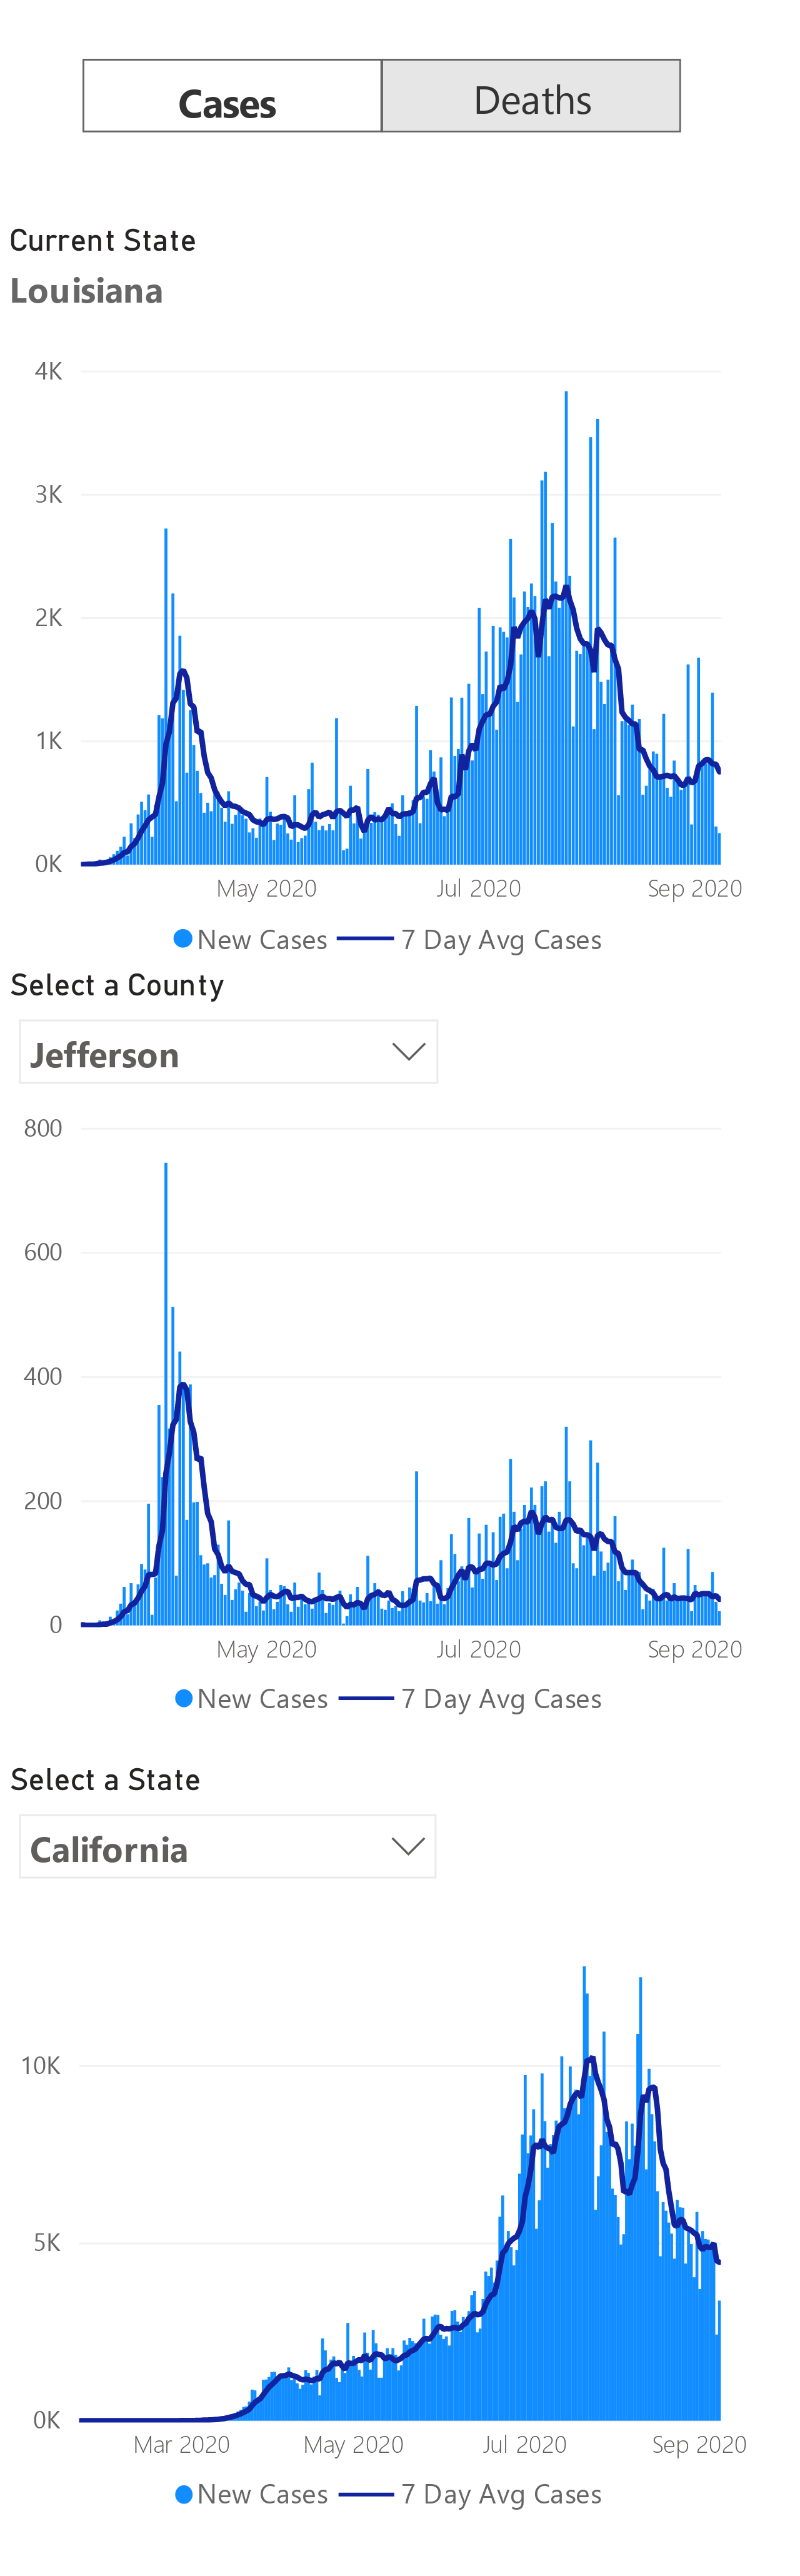 Cases Deaths
Current State
Louisiana
4K
3K
2K
1K
0K
May 2020 Jul 2020 Sep 2020
New Cases 7 Day Avg Cases
Select a County
Jefferson
800
600
400
200
0
May 2020 Jul 2020 Sep 2020
New Cases 7 Day Avg Cases
Select a State
California
10K
5K
0K
Mar 2020 May 2020 Jul 2020 Sep 2020
New Cases 7 Day Avg Cases